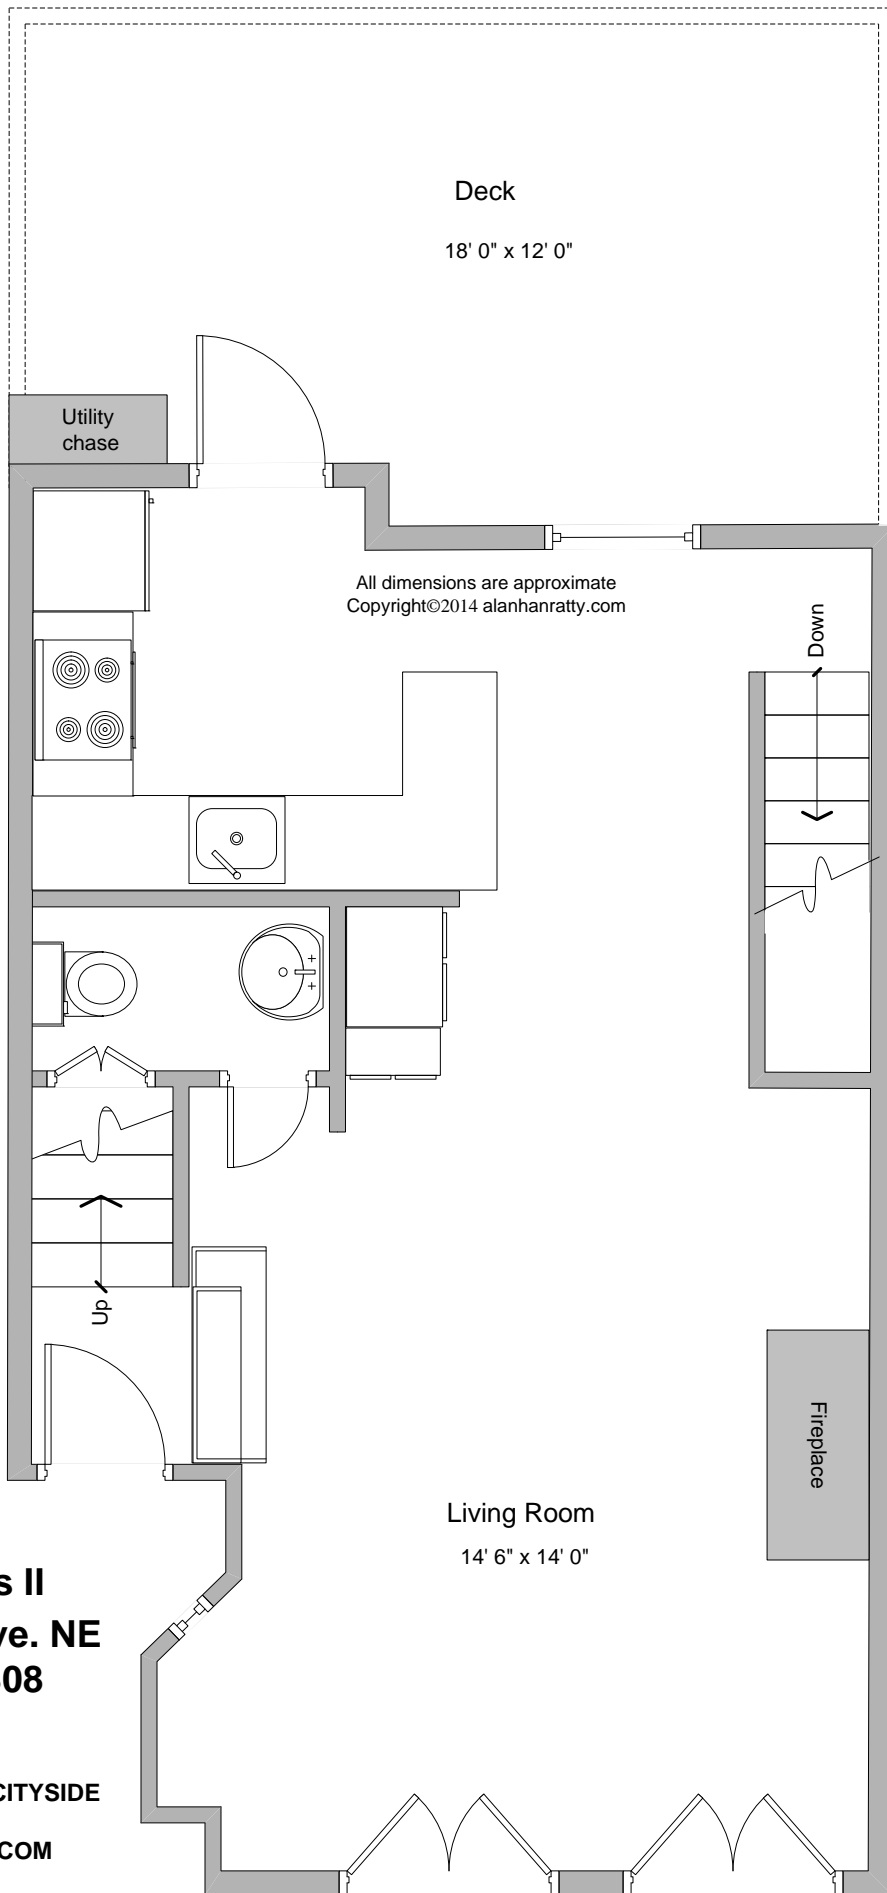 Deck
18' 0" x 12' 0"
Utility
chase
All dimensions are approximate
Copyright©2014 alanhanratty.com
Down
Up
Fireplace
Living Room
14' 6" x 14' 0"
s II
ve. NE
08
CITYSIDE
COM